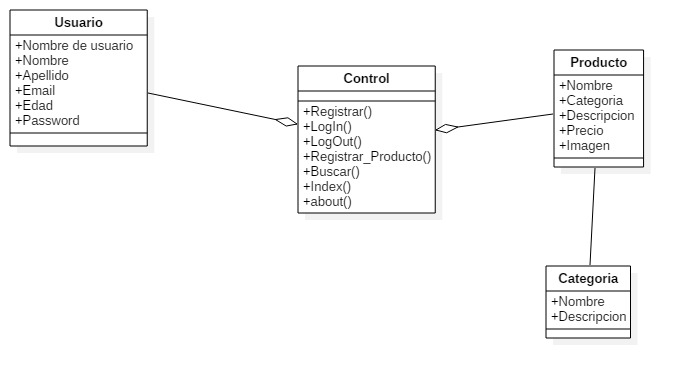 Usuario
+Nombre de usuario
+Nombre
+Apellido
+Email
+Edad
+Password
Control
+Registrar()
+LogIn()
+LogOut()
+Registrar_Producto()
+Buscar()
+Index()
+about()
Producto
+Nombre
+Categoria
+Descripcion
+Precio
+Imagen
Categoria
+Nombre
+Descripcion